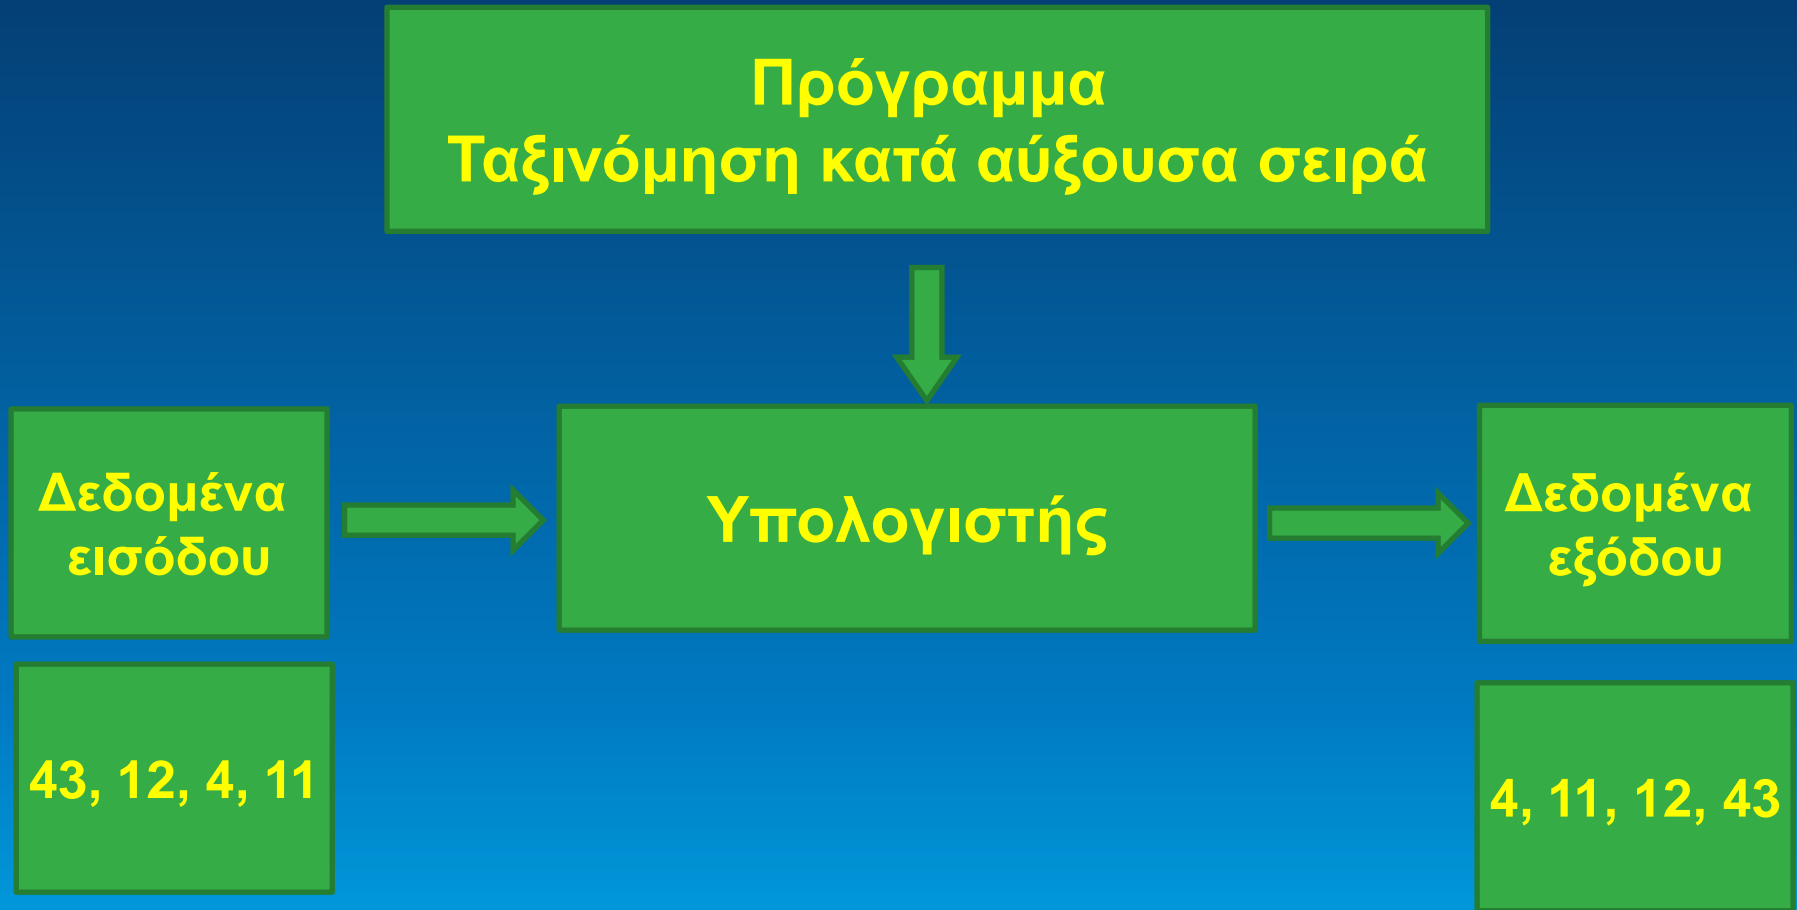 Πρόγραμμα
Ταξινόμηση κατά αύξουσα σειρά
Δεδομένα
εισόδου
Υπολογιστής
Δεδομένα
εξόδου
43, 12, 4, 11
4, 11, 12, 43